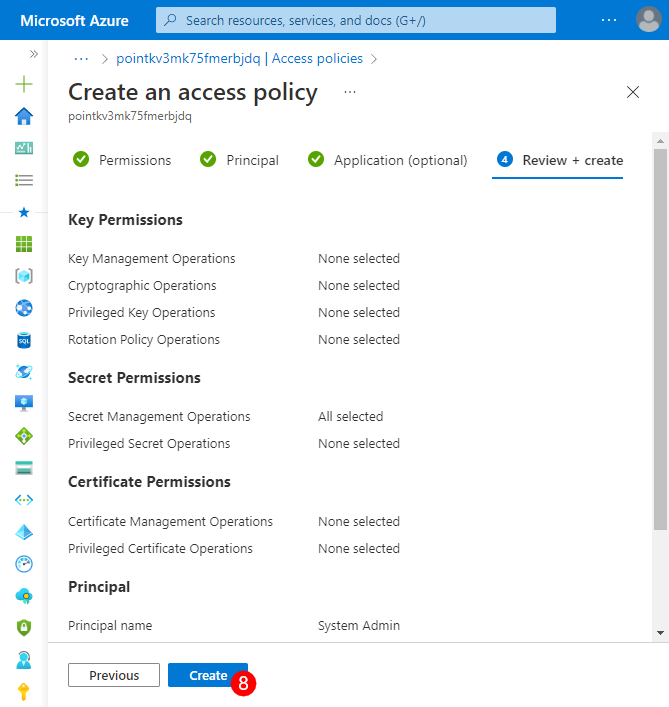 Microsoft Azure
Search resources, services, and docs (G+/)
pointkv3mk75fmerbjdq | Access policies
Create an access policy
pointkv3mk75fmerbjdq
Permissions Principal Application (optional) 4 Review + create
Key Permissions
Key Management Operations None selected
Cryptographic Operations None selected
Privileged Key Operations None selected
Rotation Policy Operations None selected
Secret Permissions
Secret Management Operations All selected
Privileged Secret Operations None selected
Certificate Permissions
Certificate Management Operations None selected
Privileged Certificate Operations None selected
Principal
Principal name System Admin
Previous Create 8